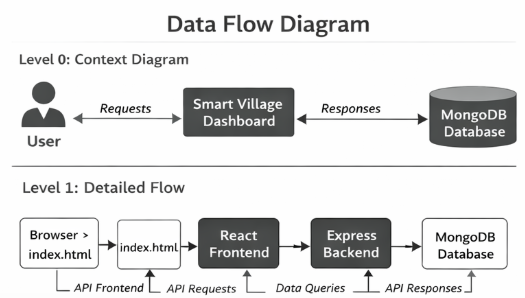 Data Flow Diagram
Level 0: Context Diagram
User
Requests
Smart Village
Dashboard
Responses
MongoDB
Database
Level 1: Detailed Flow
Browser >
index.html
index.html
React
Frontend
Express
Backend
MongoDB
Database
API Frontend
API Requests
Data Queries
API Responses